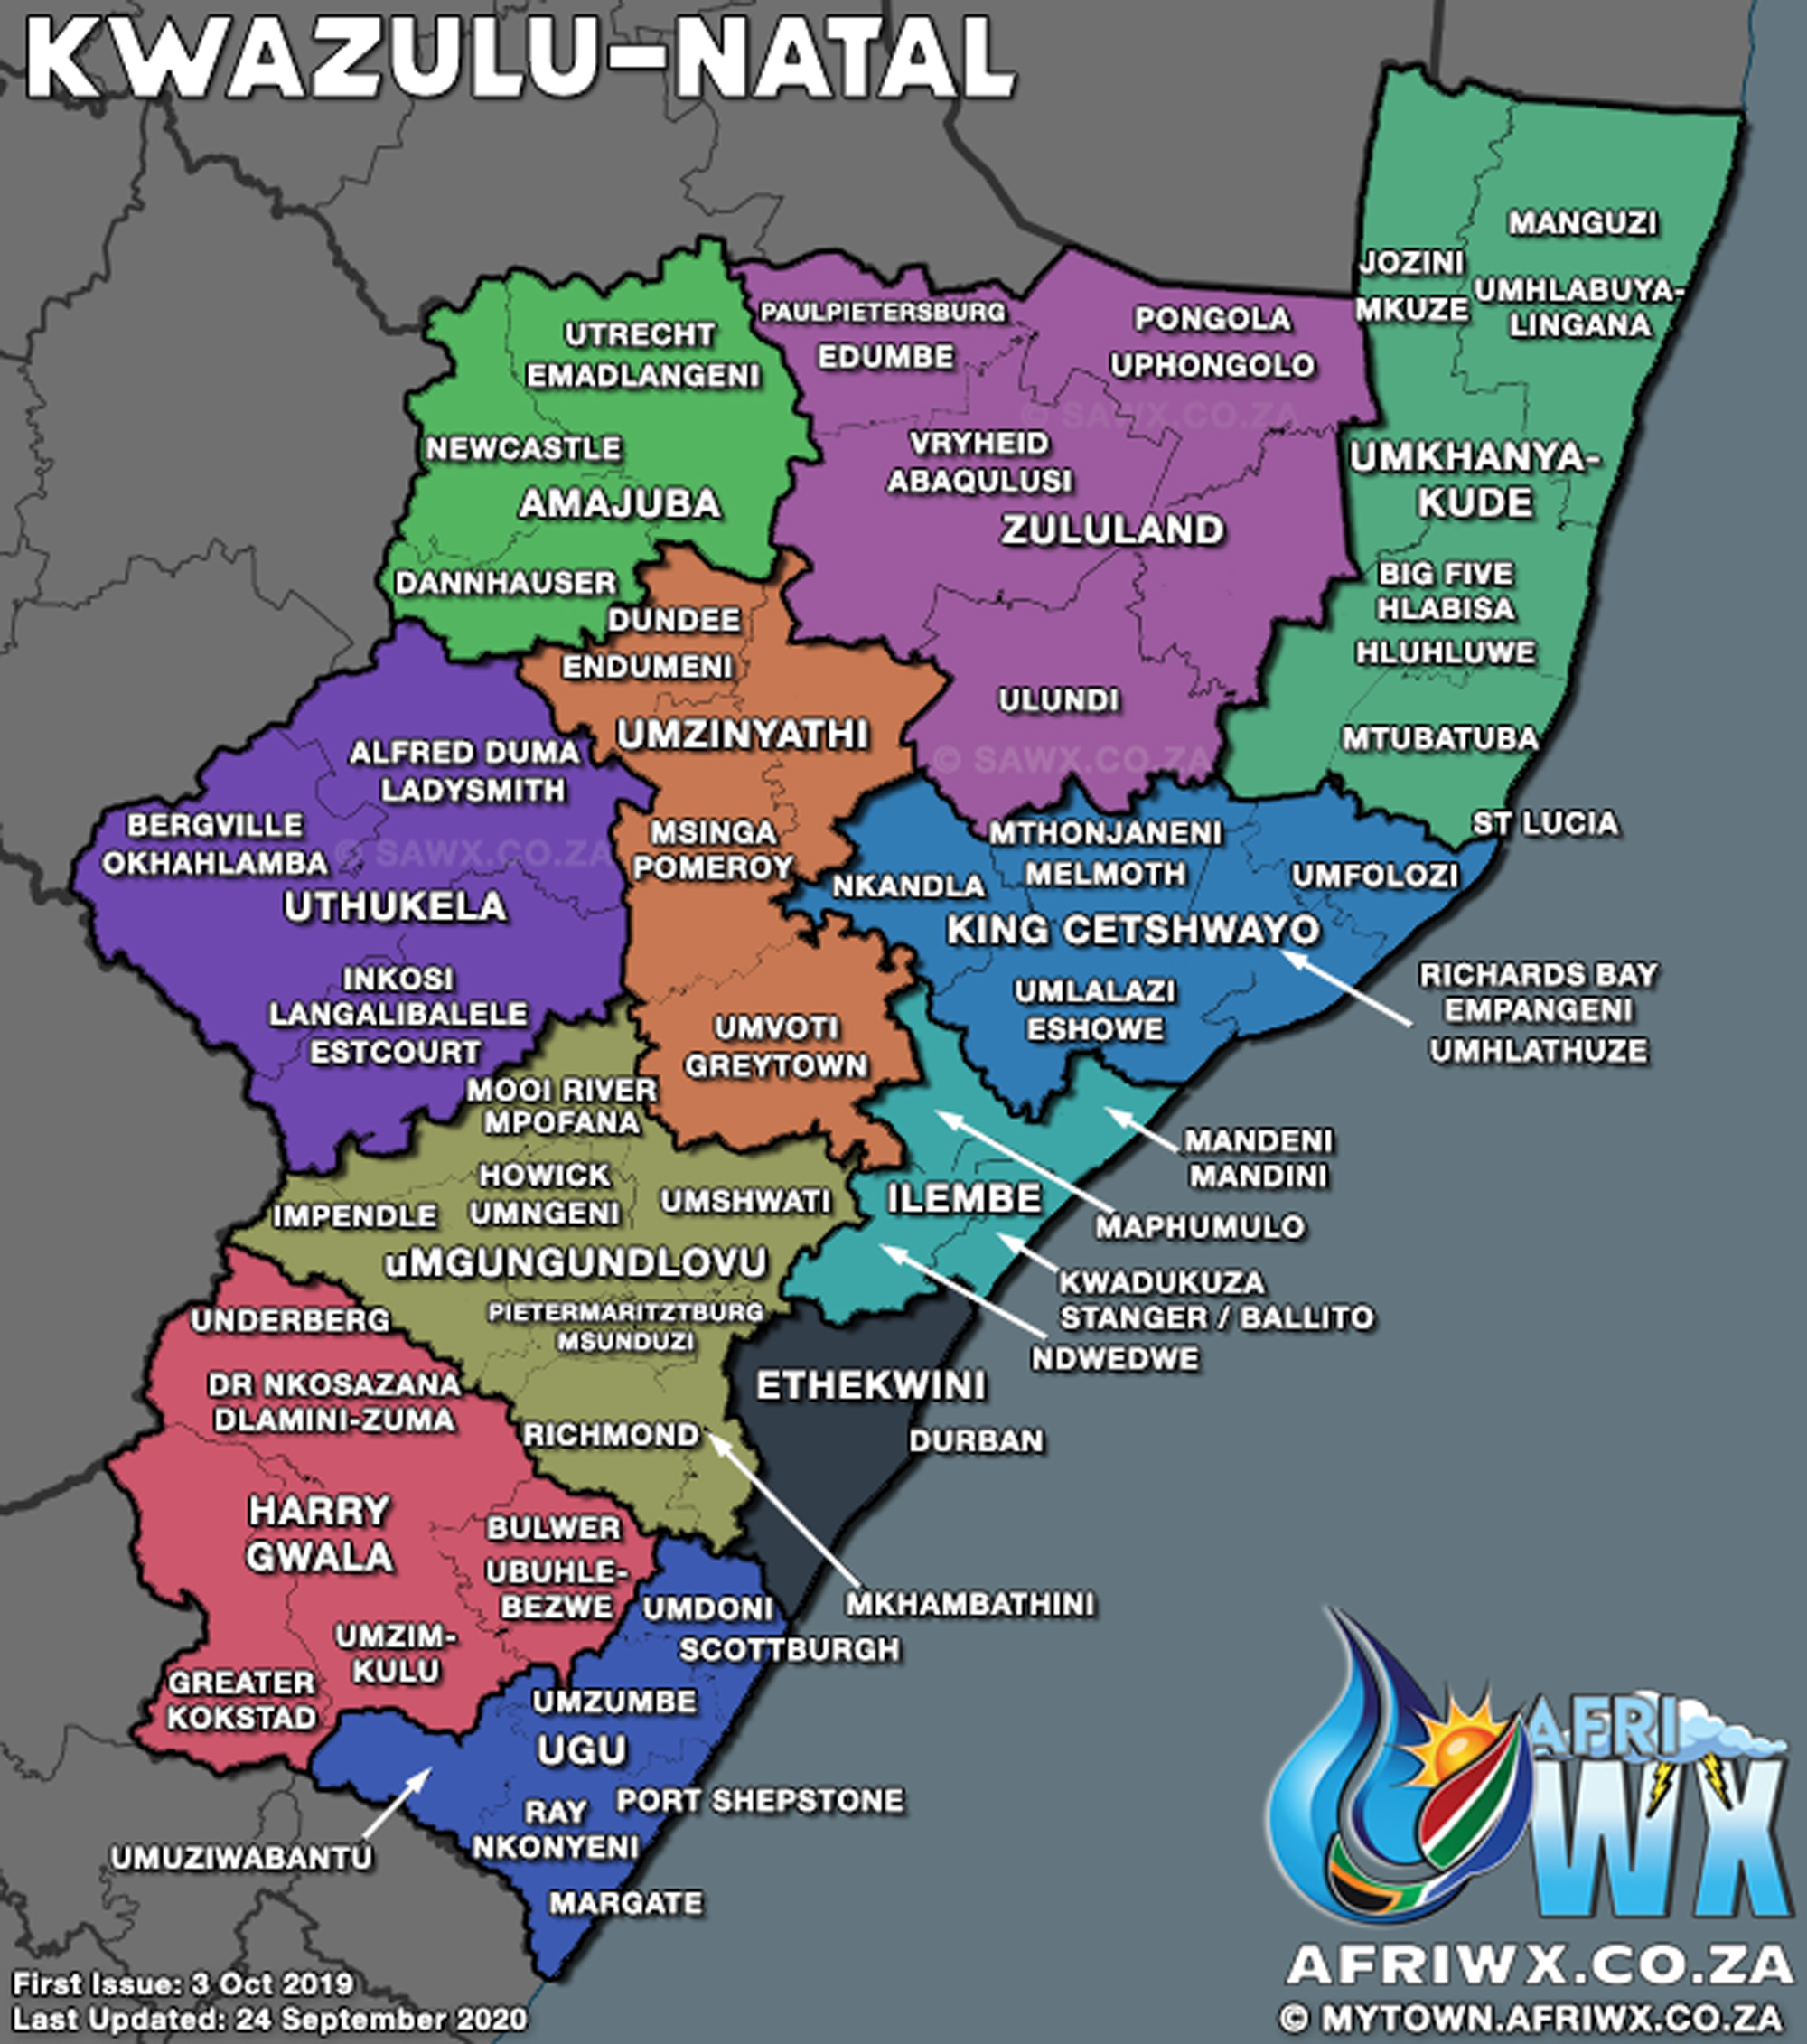 KWAZULU-NATAL
MANGUZI
JOZINI
MKUZE
UMHLABUYA-
LINGANA
UTRECHT
EMADLANGENI
PAULPIETERSBURG
EDUMBE
PONGOLA
UPHONGOLO
© SAWX.CO.ZA
NEWCASTLE
AMAJUBA
VRYHEID
ABAQULUSI
ZULULAND
UMKHANYA-
KUDE
DANNHAUSER
DUNDEE
ENDUMENI
BIG FIVE
HLABISA
HLUHLUWE
ULUNDI
UMZINYATHI
MTUBATUBA
© SAWX.CO.ZA
ALFRED DUMA
LADYSMITH
BERGVILLE
OKHAHLAMBA
© SAWX.CO.ZA
UTHUKELA
MSINGA
POMEROY
MTHONJANENI
MELMOTH
NKANDLA
ST LUCIA
UMFOLOZI
KING CETSHWAYO
INKOSI
LANGALIBALELE
ESTCOURT
UMLALAZI
ESHOWE
RICHARDS BAY
EMPANGENI
UMHLATHUZE
UMVOTI
GREYTOWN
MOOI RIVER
MPOFANA
MANDENI
MANDINI
HOWICK
UMNGENI
IMPENDLE
UMSHWATI
ILEMBE
MAPHUMULO
uMGUNGUNDLOVU
KWADUKUZA
STANGER / BALLITO
NDWEDWE
UNDERBERG
PIETERMARITZTBURG
MSUNDUZI
DR NKOSAZANA
DLAMINI-ZUMA
ETHEKWINI
DURBAN
RICHMOND
HARRY
GWALA
BULWER
UBUHLE-
BEZWE
MKHAMBATHINI
UMDONI
SCOTTBURGH
UMZIM-
KULU
GREATER
KOKSTAD
UMZUMBE
UGU
PORT SHEPSTONE
RAY
NKONYENI
UMUZIWABANTU
MARGATE
AFRI
WX
AFRIWX.CO.ZA
© MYTOWN.AFRIWX.CO.ZA
First Issue: 3 Oct 2019
Last Updated: 24 September 2020